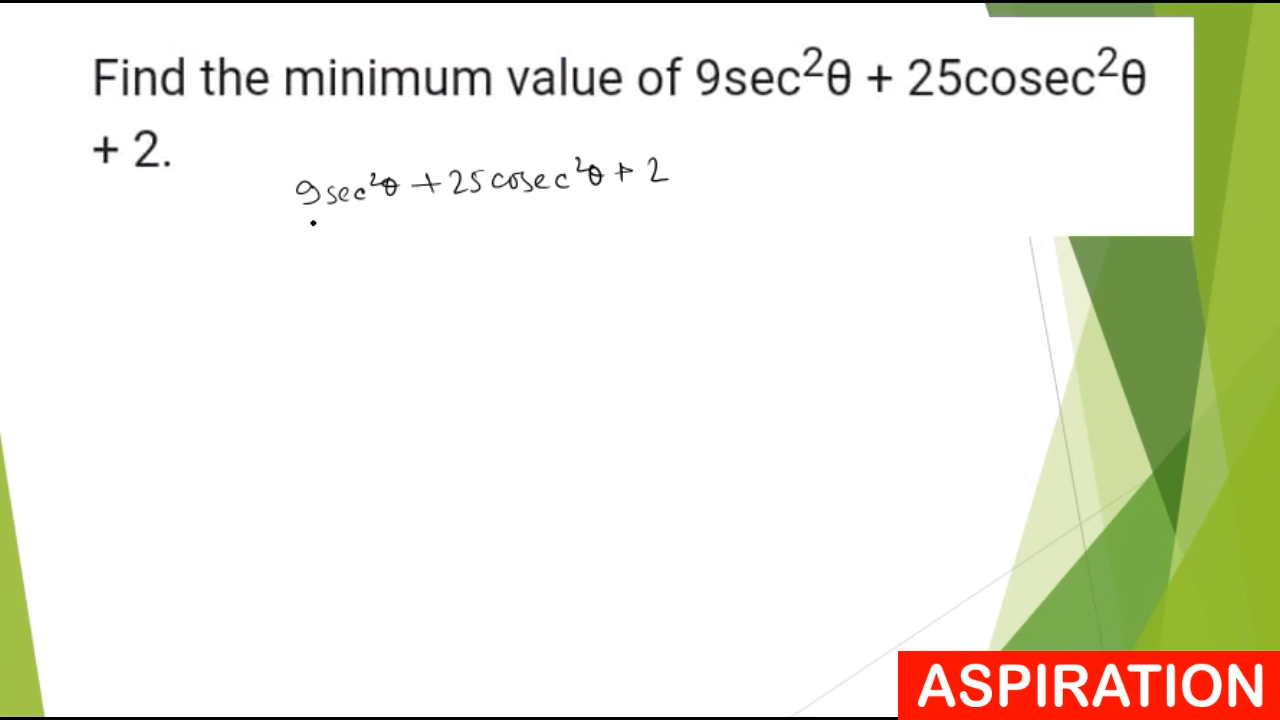 Find the minimum value of 9sec²θ + 25cosec²θ
+ 2.
9sec²θ + 25cosec²θ + 2
ASPIRATION